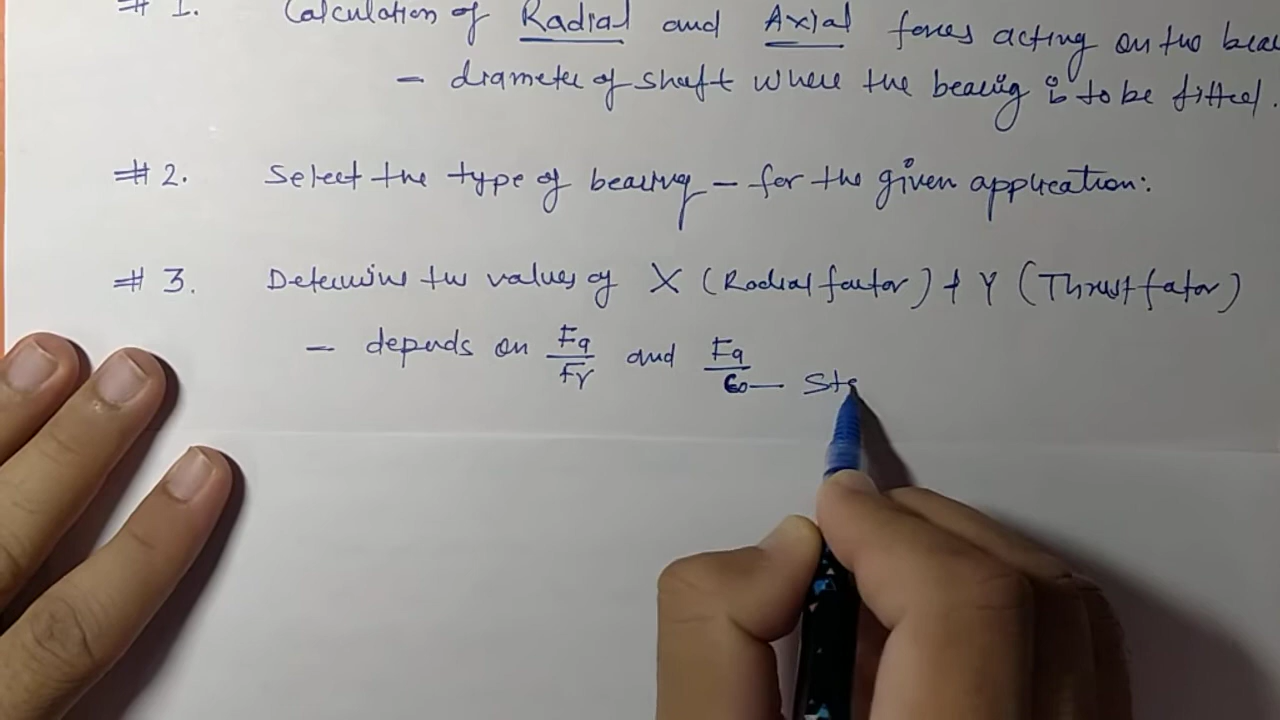 # 1. Calculation of Radial and Axial forces acting on the bea
- diameter of shaft where the bearing is to be fitted.
# 2. Select the type of bearing - for the given application:
# 3. Determine the values of X (Radial factor) & Y (Thrust fator)
- depends on Fa/Fr and Fa/C0 — Sta